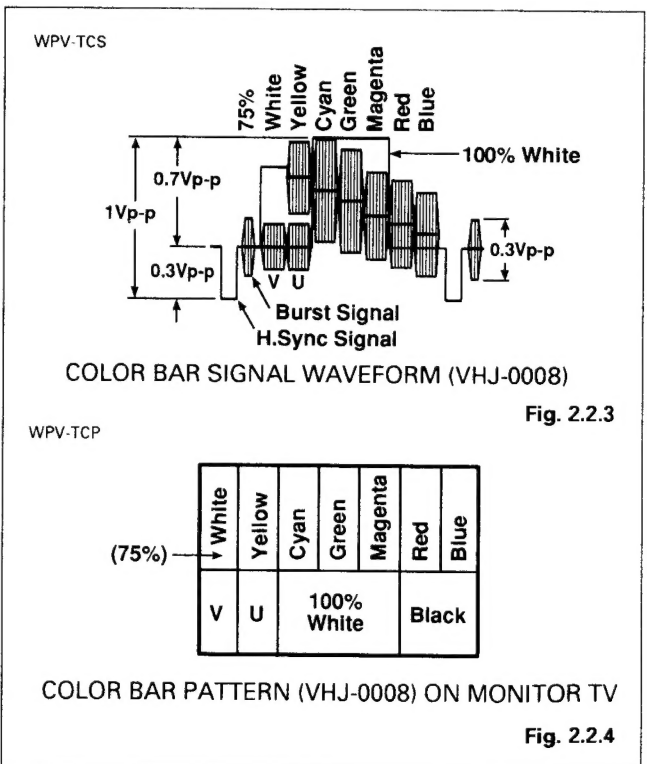 WPV-TCS
75%
White
Yellow
Cyan
Green
Magenta
Red
Blue
100% White
0.7Vp-p
1Vp-p
0.3Vp-p
0.3Vp-p
V U
Burst Signal
H.Sync Signal
COLOR BAR SIGNAL WAVEFORM (VHJ-0008)
Fig. 2.2.3
WPV-TCP
White Yellow Cyan Green Magenta Red Blue
(75%)
V U 100% White Black
COLOR BAR PATTERN (VHJ-0008) ON MONITOR TV
Fig. 2.2.4